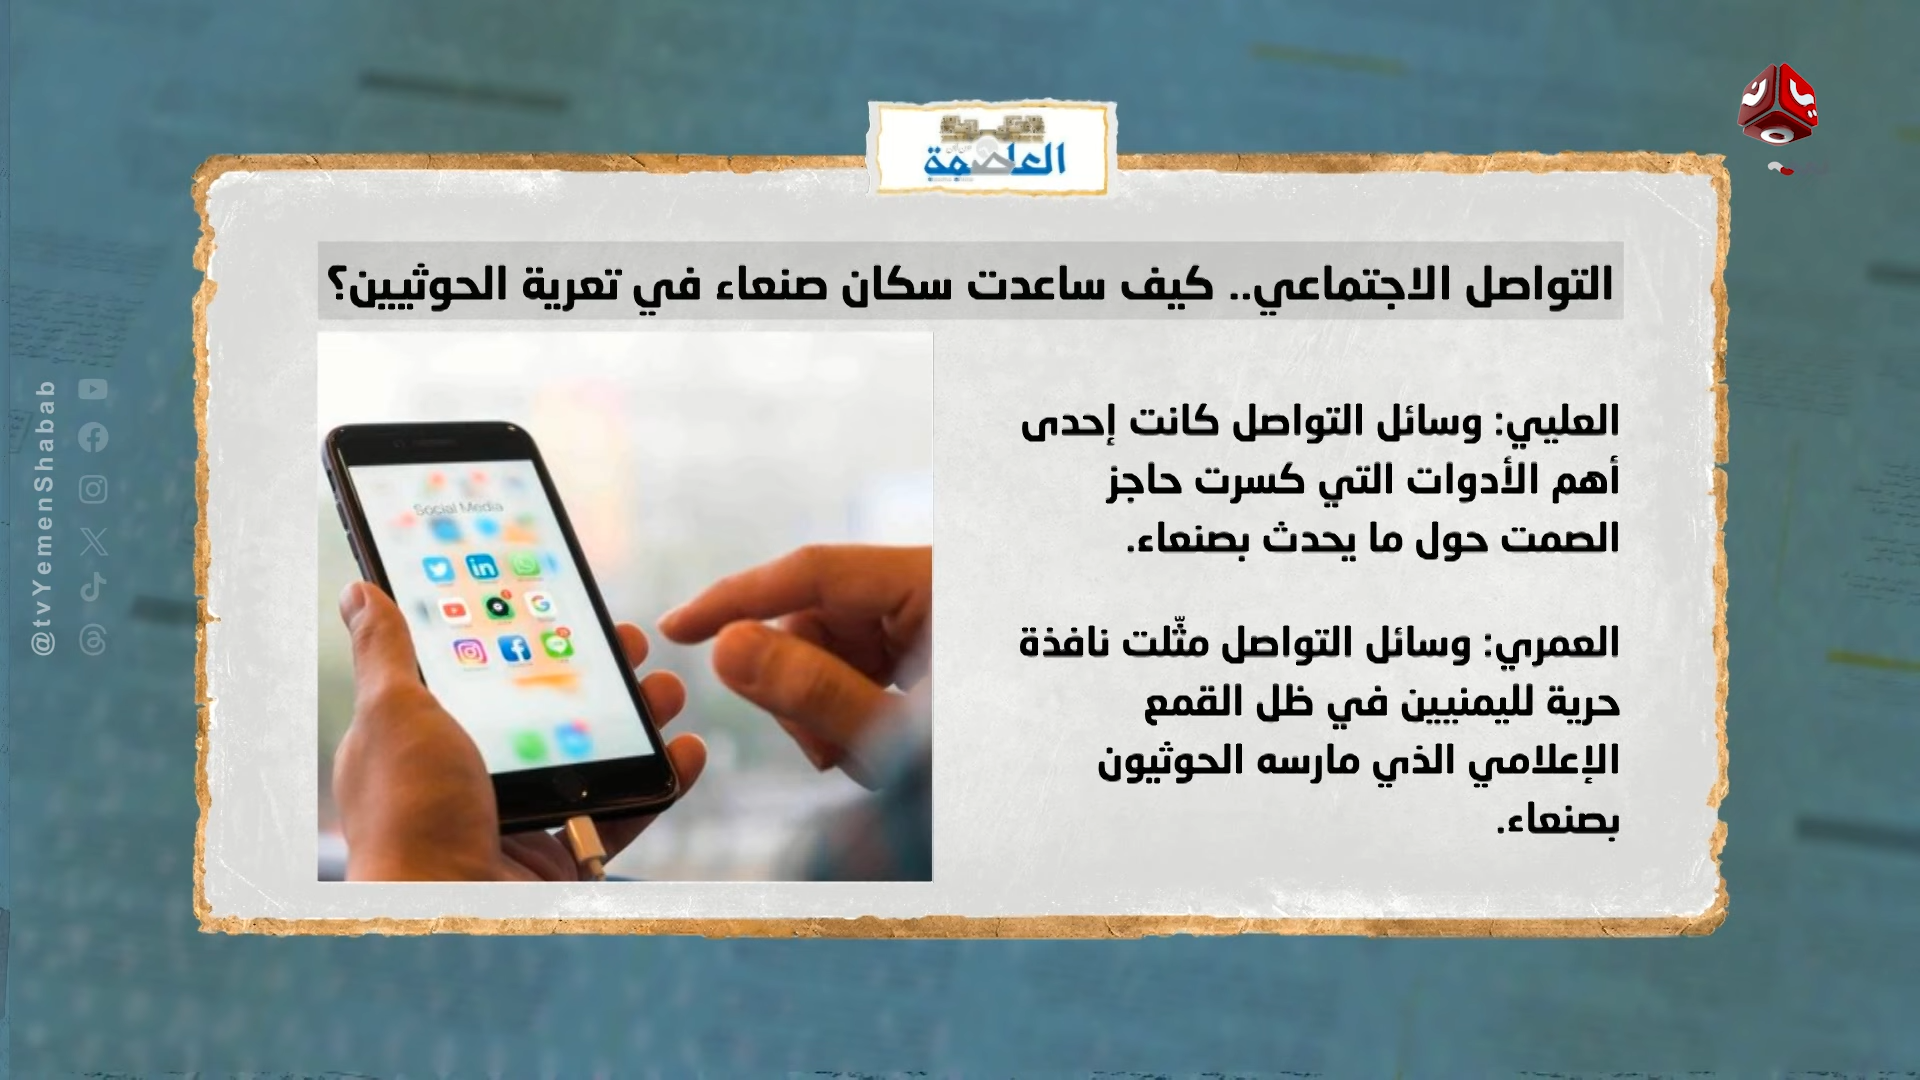 العاصمة
التواصل الاجتماعي.. كيف ساعدت سكان صنعاء في تعرية الحوثيين؟
العليي: وسائل التواصل كانت إحدى
أهم الأدوات التي كسرت حاجز
الصمت حول ما يحدث بصنعاء.
العمري: وسائل التواصل مثّلت نافذة
حرية لليمنيين في ظل القمع
الإعلامي الذي مارسه الحوثيون
بصنعاء.
Social Media
@tvYemenShabab